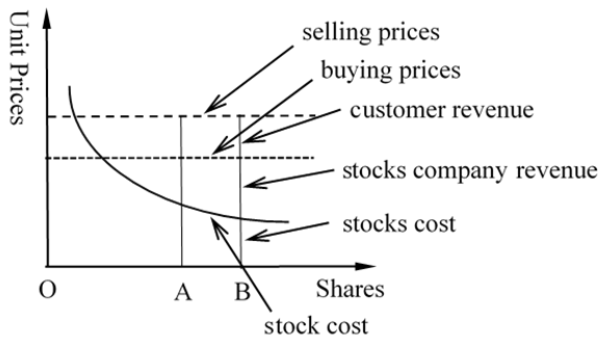 Unit Prices
selling prices
buying prices
customer revenue
stocks company revenue
stocks cost
O
A
B
Shares
stock cost